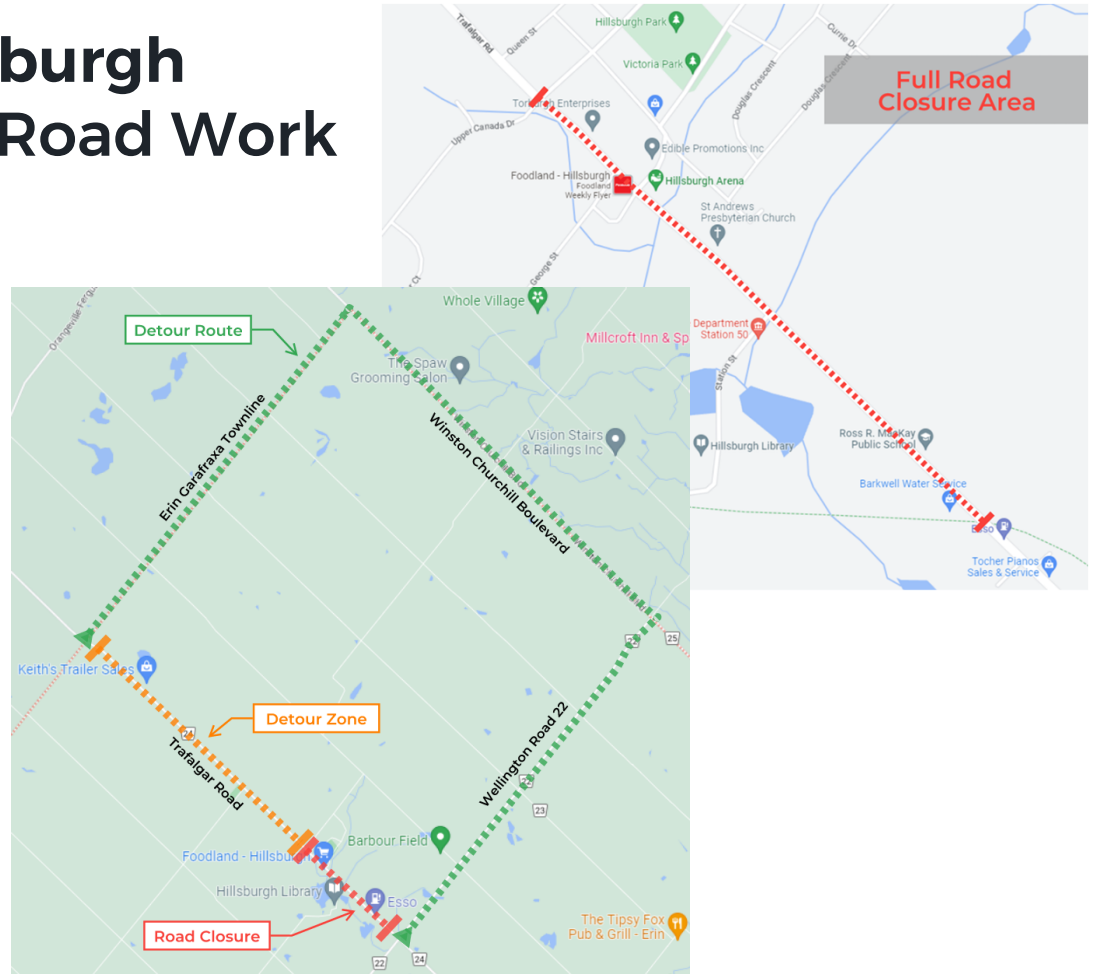 burgh
Road Work
Full Road
Closure Area
Trafalgar Rd
Queen St
Hillsburgh Park
Victoria Park
Currie Dr
Douglas Crescent
Douglas Crescent
Upper Canada Dr
Enterprises
Edible Promotions Inc
Foodland - Hillsburgh
Foodland
Weekly Flyer
Hillsburgh Arena
St Andrews
Presbyterian Church
George St
Ct
Department
Station 50
Station St
Hillsburgh Library
Ross R. MacKay
Public School
Barkwell Water Service
Esso
Tocher Pianos
Sales & Service
Detour Route
Whole Village
Millcroft Inn & Sp
The Spaw
Grooming Salon
Vision Stairs
& Railings Inc
Erin Garafraxa Townline
Winston Churchill Boulevard
25
22
Keith's Trailer Sales
Detour Zone
24
Trafalgar Road
Wellington Road 22
22
23
Barbour Field
Foodland - Hillsburgh
Hillsburgh Library
Esso
Road Closure
The Tipsy Fox
Pub & Grill - Erin
22
24